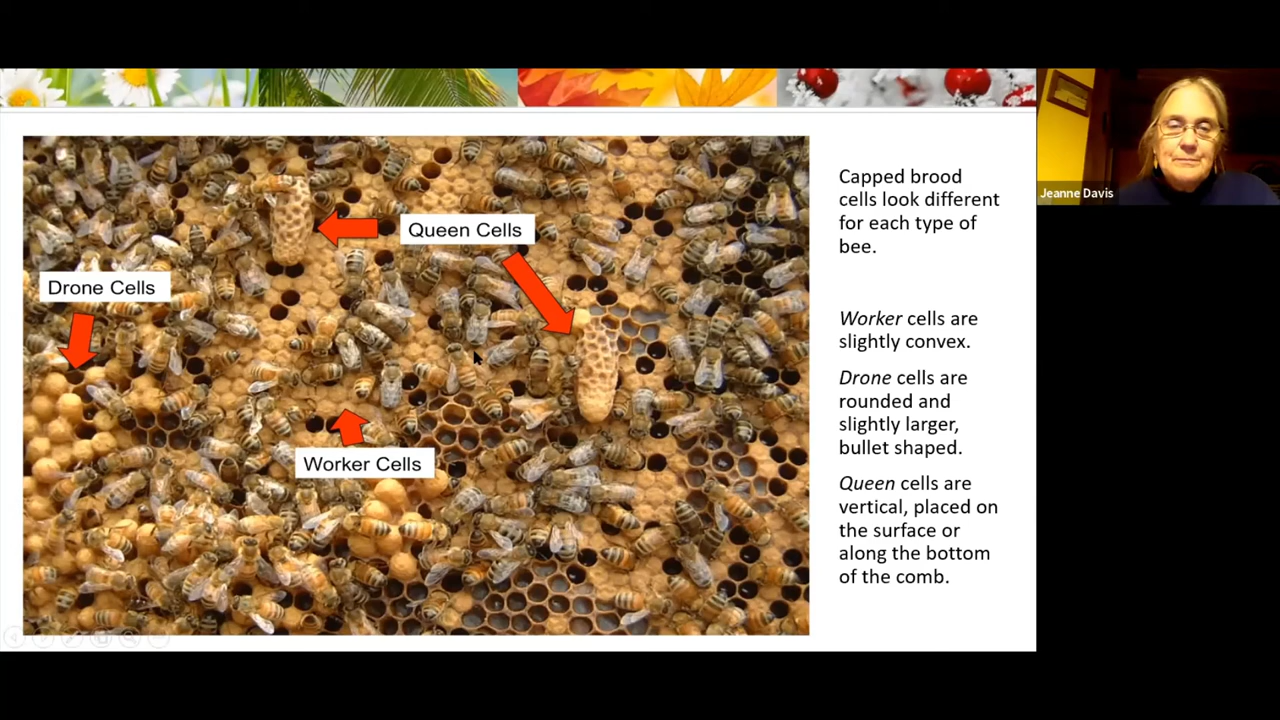 Queen Cells
Drone Cells
Worker Cells
Capped brood
cells look different
for each type of
bee.
Worker cells are
slightly convex.
Drone cells are
rounded and
slightly larger,
bullet shaped.
Queen cells are
vertical, placed on
the surface or
along the bottom
of the comb.
Jeanne Davis